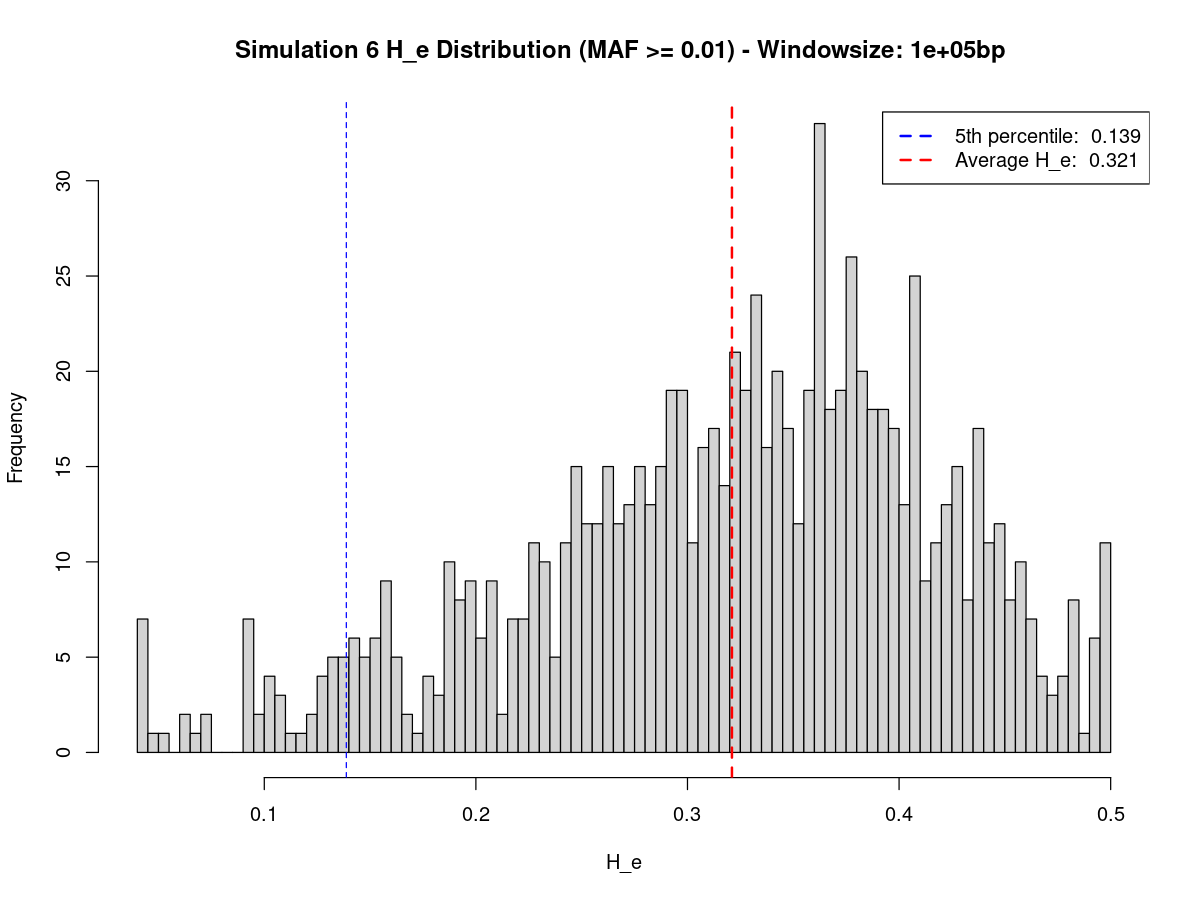 Simulation 6 H_e Distribution (MAF >= 0.01) - Windowsize: 1e+05bp
5th percentile: 0.139
Average H_e: 0.321
Frequency
30
25
20
15
10
5
0
0.1 0.2 0.3 0.4 0.5
H_e